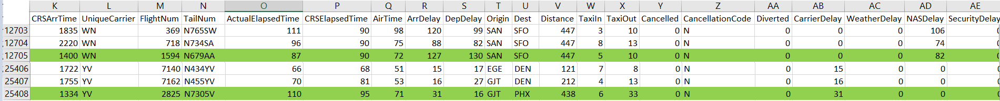 K L M N O P Q R S T U V W X Y Z AA AB AC AD AE
CRSArrTime UniqueCarrier FlightNum TailNum ActualElapsedTime CRSElapsedTime AirTime ArrDelay DepDelay Origin Dest Distance TaxiIn TaxiOut Cancelled CancellationCode Diverted CarrierDelay WeatherDelay NASDelay SecurityDelay
12703 1835 WN 369 N765SW 111 90 98 120 99 SAN SFO 447 3 10 0 N 0 0 0 106
12704 2220 WN 718 N734SA 96 90 75 88 82 SAN SFO 447 8 13 0 N 0 0 0 74
12705 1400 WN 1594 N679AA 87 90 72 127 130 SAN SFO 447 5 10 0 N 0 0 0 82
25406 1722 YV 7140 N434YV 66 68 51 15 17 EGE DEN 121 7 8 0 N 0 15 0 0
25407 1755 YV 7162 N455YV 70 81 53 16 27 GJT DEN 212 4 13 0 N 0 16 0 0
25408 1334 YV 2825 N7305V 110 95 71 31 16 GJT PHX 438 6 33 0 N 0 31 0 0